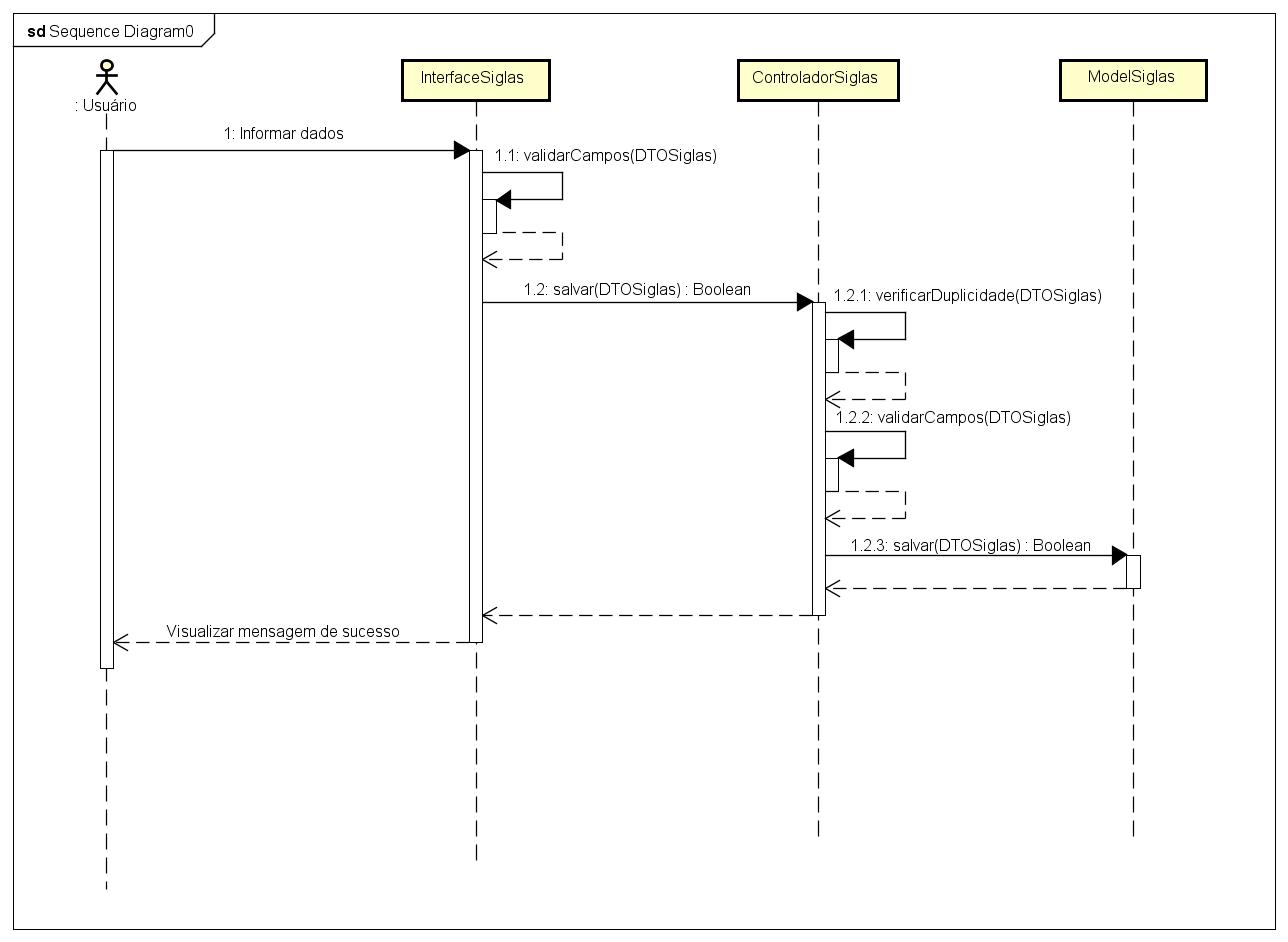 sd Sequence Diagram0
: Usuário
InterfaceSiglas
ControladorSiglas
ModelSiglas
1: Informar dados
1.1: validarCampos(DTOSiglas)
1.2: salvar(DTOSiglas) : Boolean
1.2.1: verificarDuplicidade(DTOSiglas)
1.2.2: validarCampos(DTOSiglas)
1.2.3: salvar(DTOSiglas) : Boolean
Visualizar mensagem de sucesso